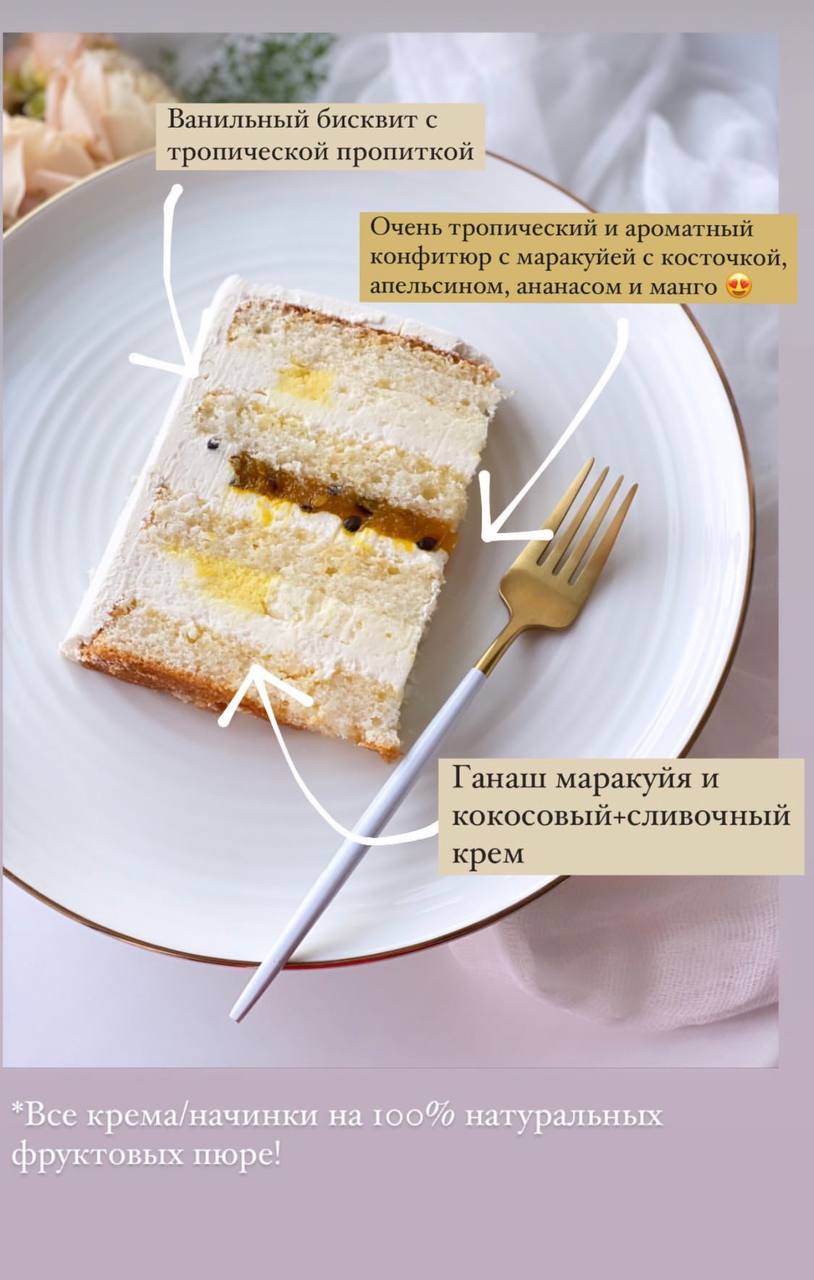 Ванильный бисквит с
тропической пропиткой
Очень тропический и ароматный
конфитюр с маракуйей с косточкой,
апельсином, ананасом и манго 😍
Ганаш маракуйя и
кокосовый+сливочный
крем
*Все крема/начинки на 100% натуральных
фруктовых пюре!